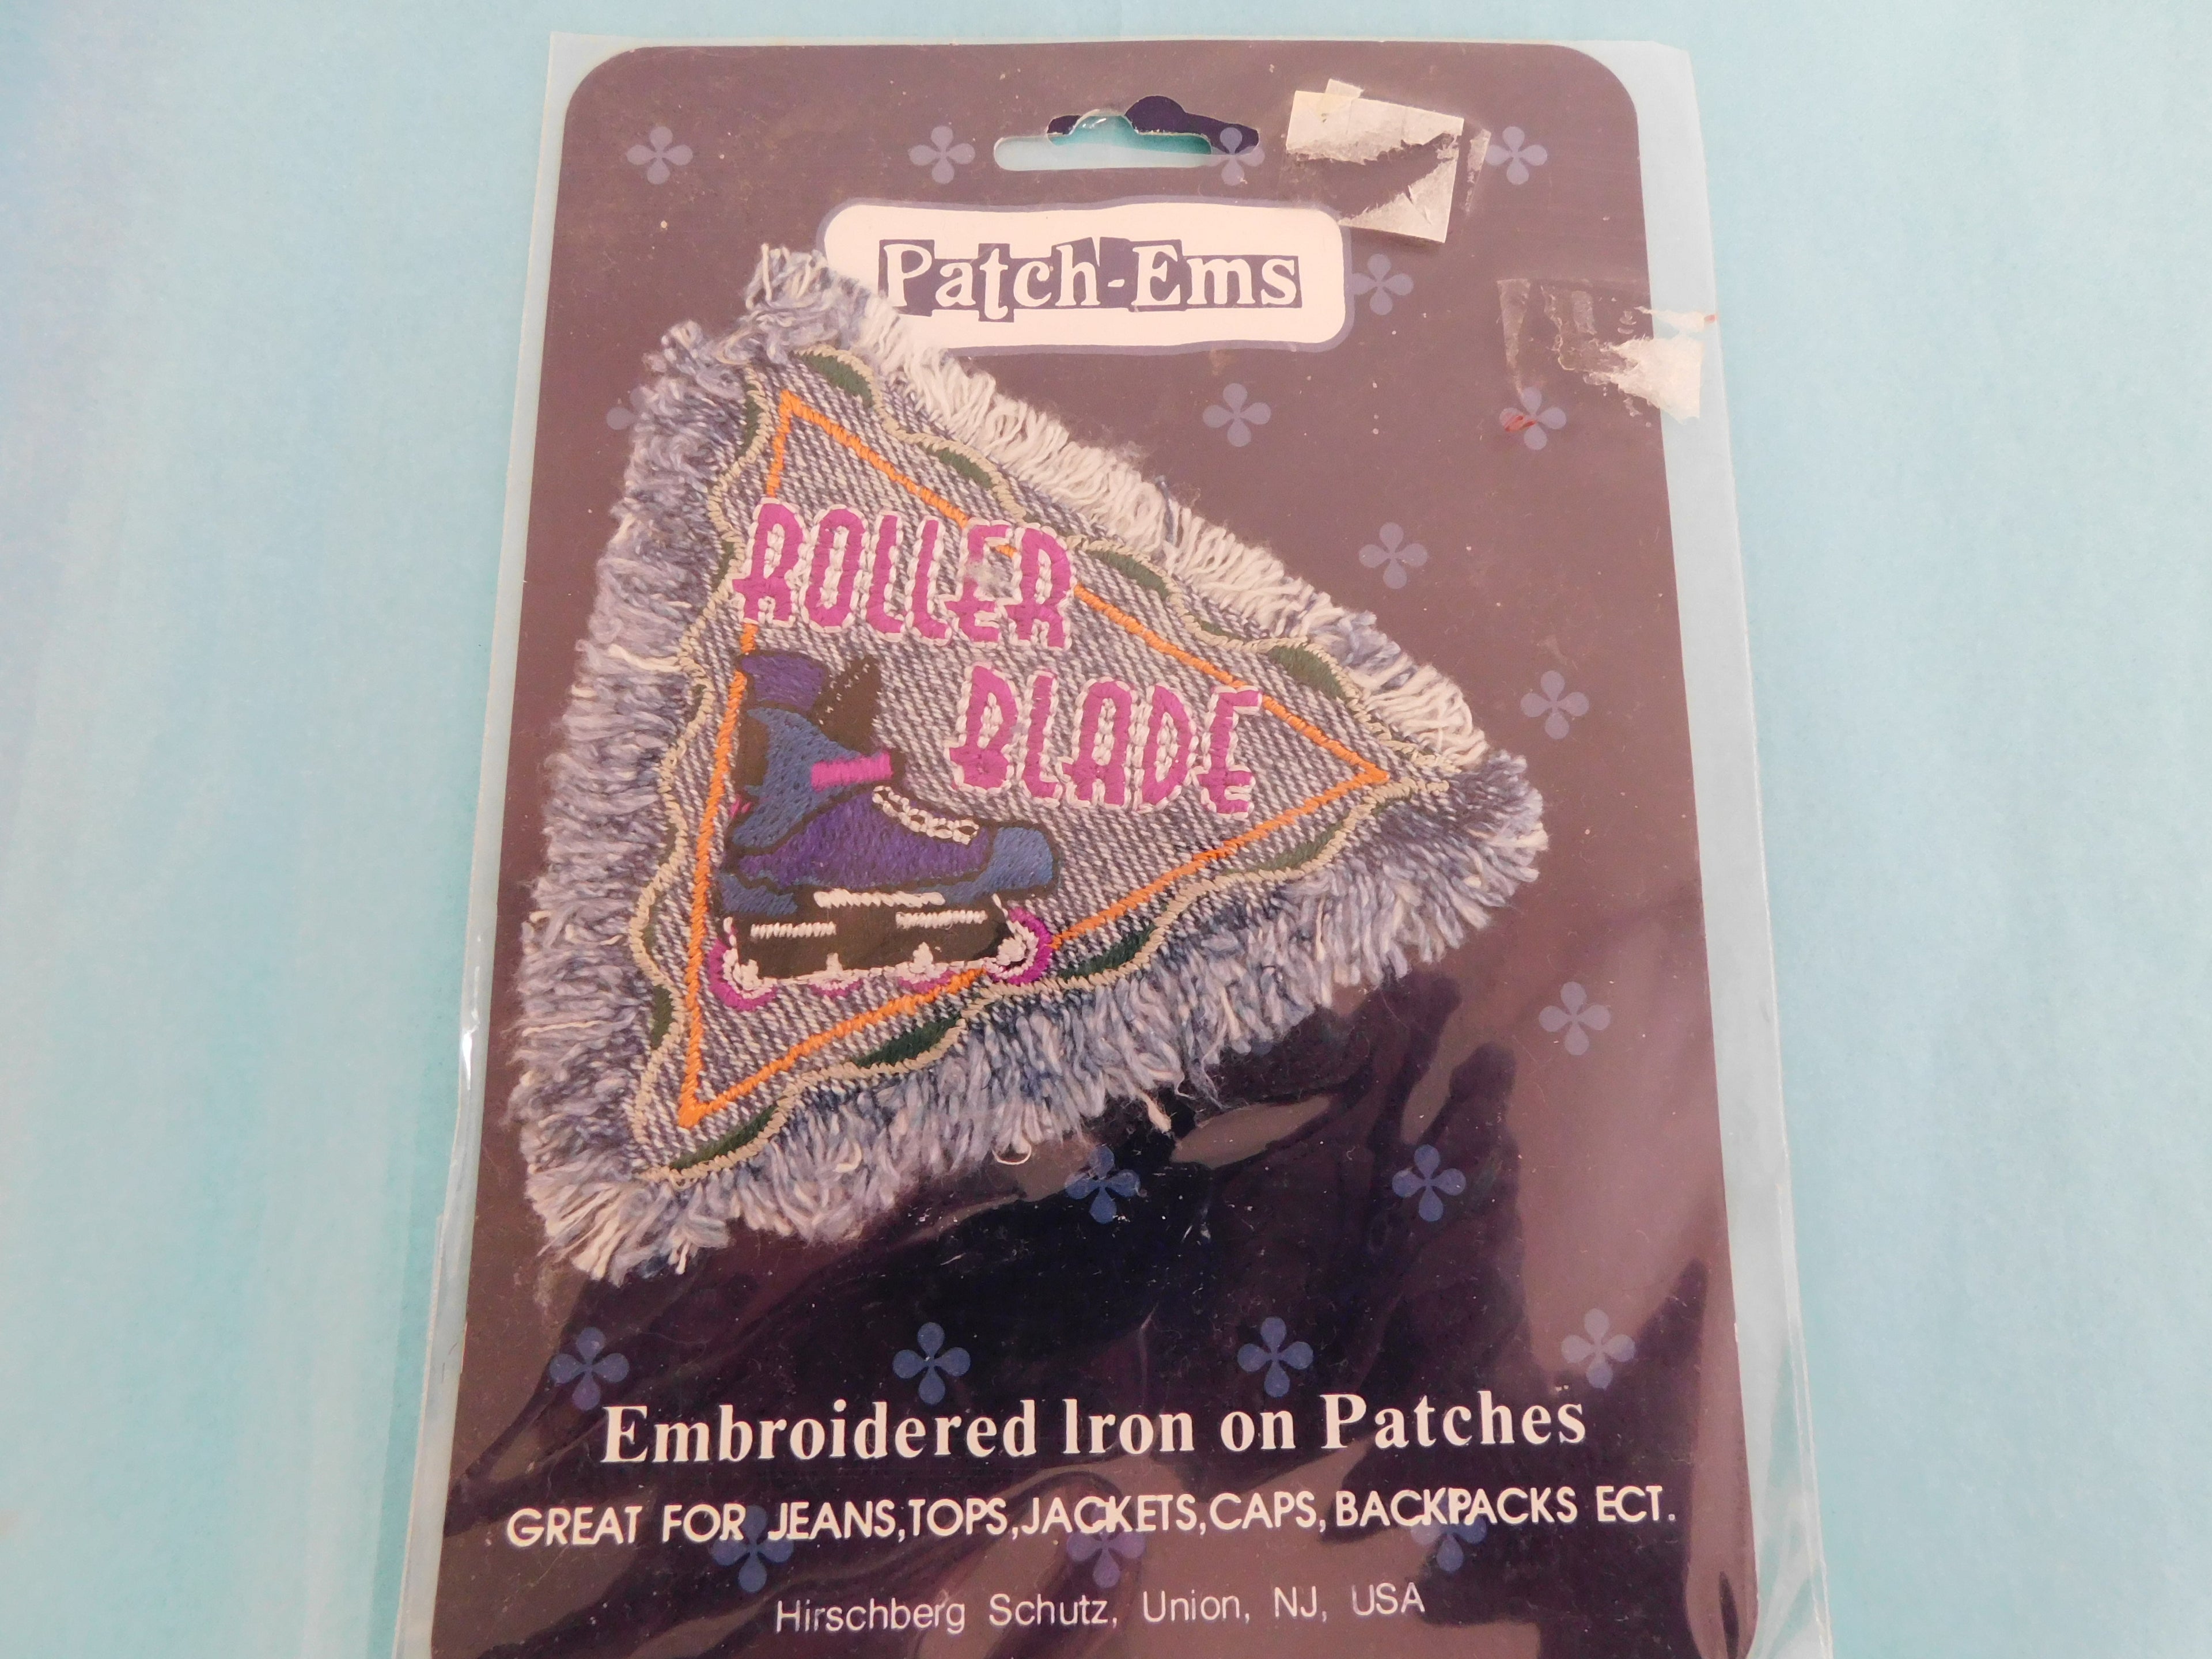 Patch-Ems
ROLLER
BLADE
Embroidered Iron on Patches
GREAT FOR JEANS,TOPS,JACKETS,CAPS, BACKPACKS ECT.
Hirschberg Schutz, Union, NJ, USA